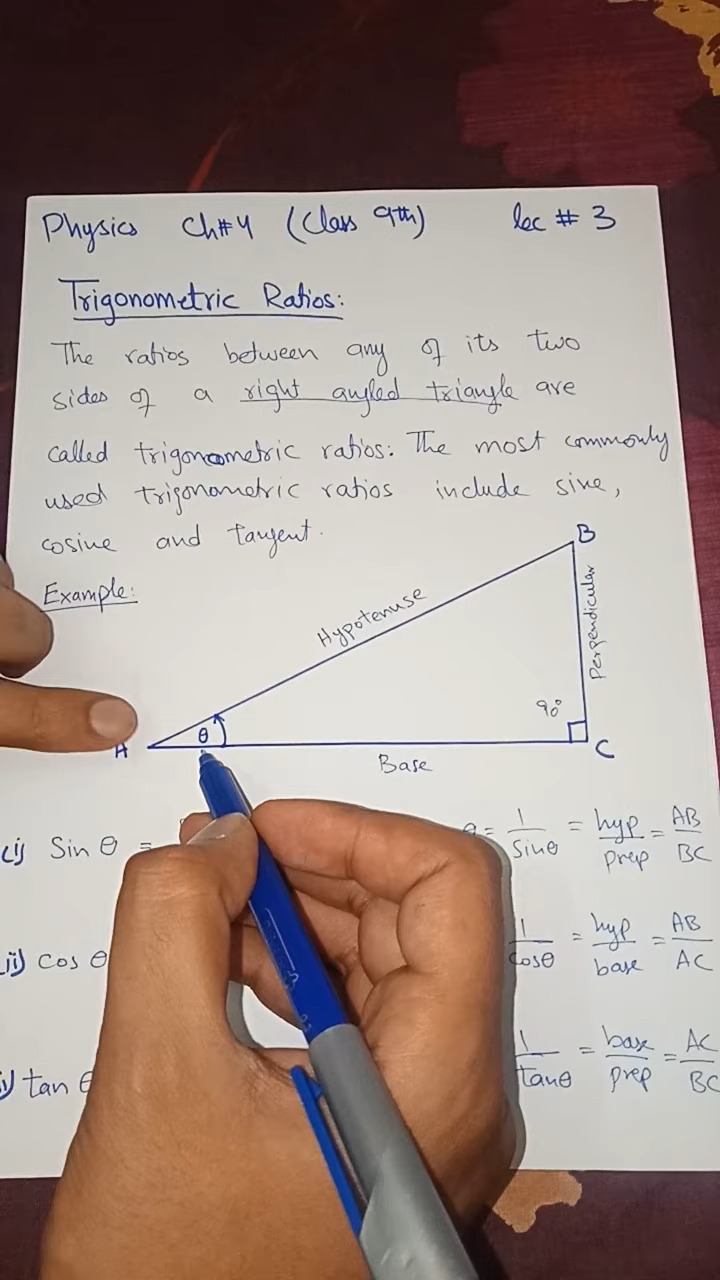 Physics Ch#4 (Class 9th) lec # 3
Trigonometric Ratios:
The ratios between any of its two
sides of a right angled triangle are
called trigonometric ratios: The most commonly
used trigonometric ratios include sine,
cosine and tangent.
Example:
B
Hypotenuse
Perpendicular
90°
θ
A
C
Base
(i) Sin θ = θ = 1/sinθ = hyp/prep = AB/BC
(ii) cos θ 1/cosθ = hyp/base = AB/AC
tan θ 1/tanθ = base/prep = AC/BC